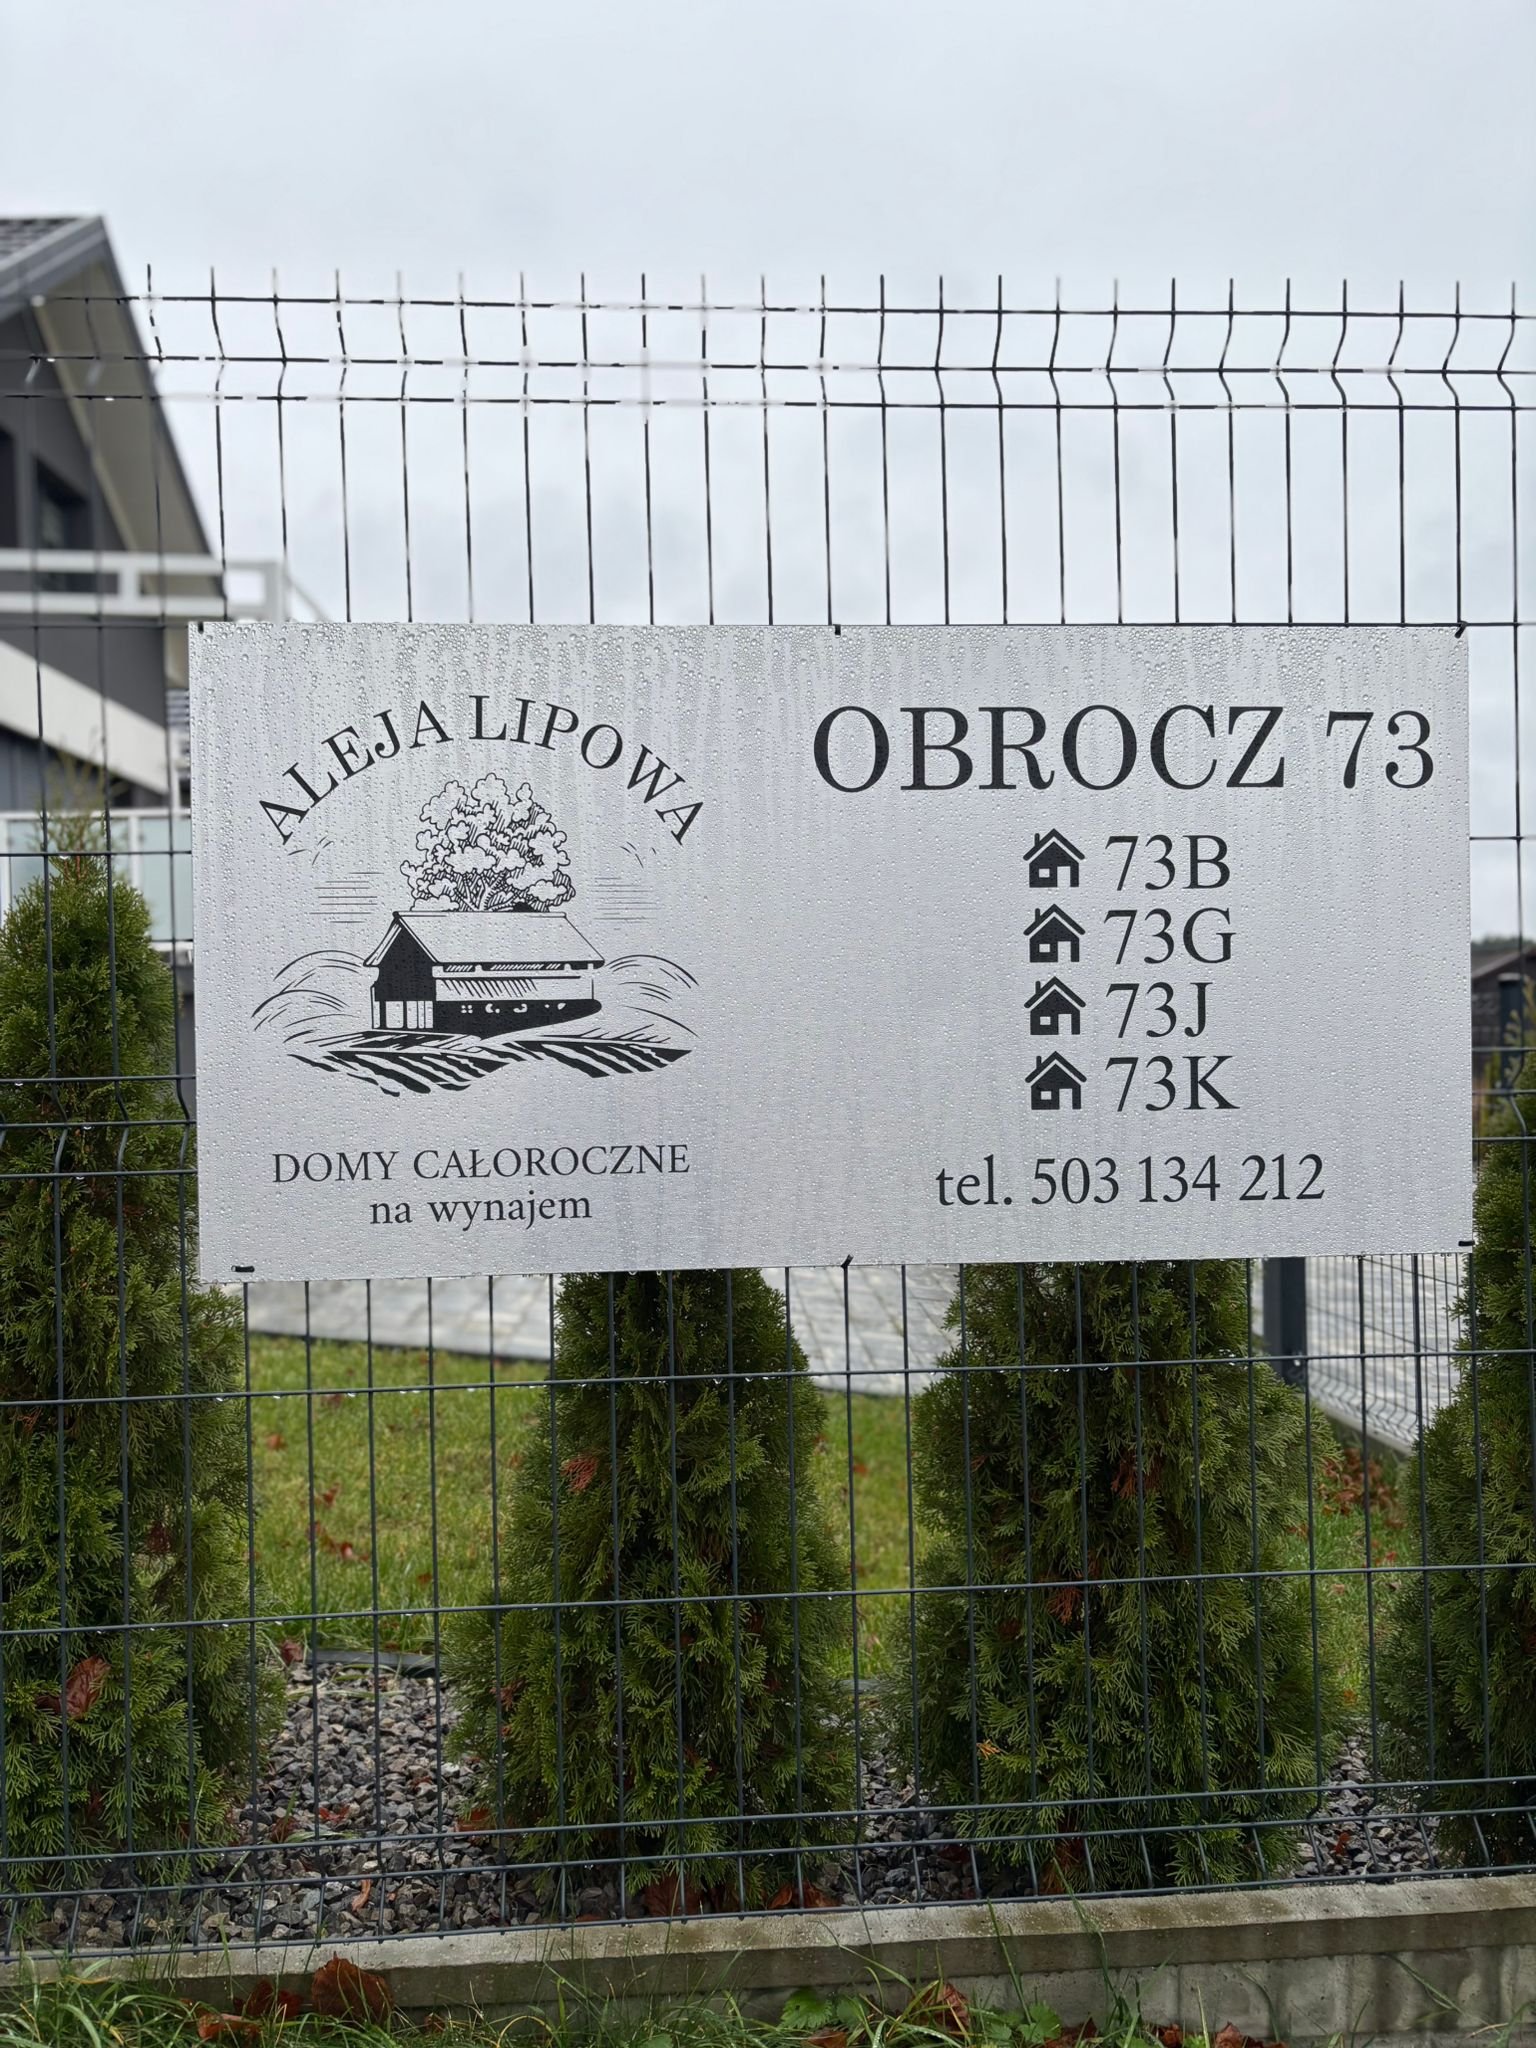 ALEJA LIPOWA
DOMY CAŁOROCZNE
na wynajem
OBROCZ 73
73B
73G
73J
73K
tel. 503 134 212